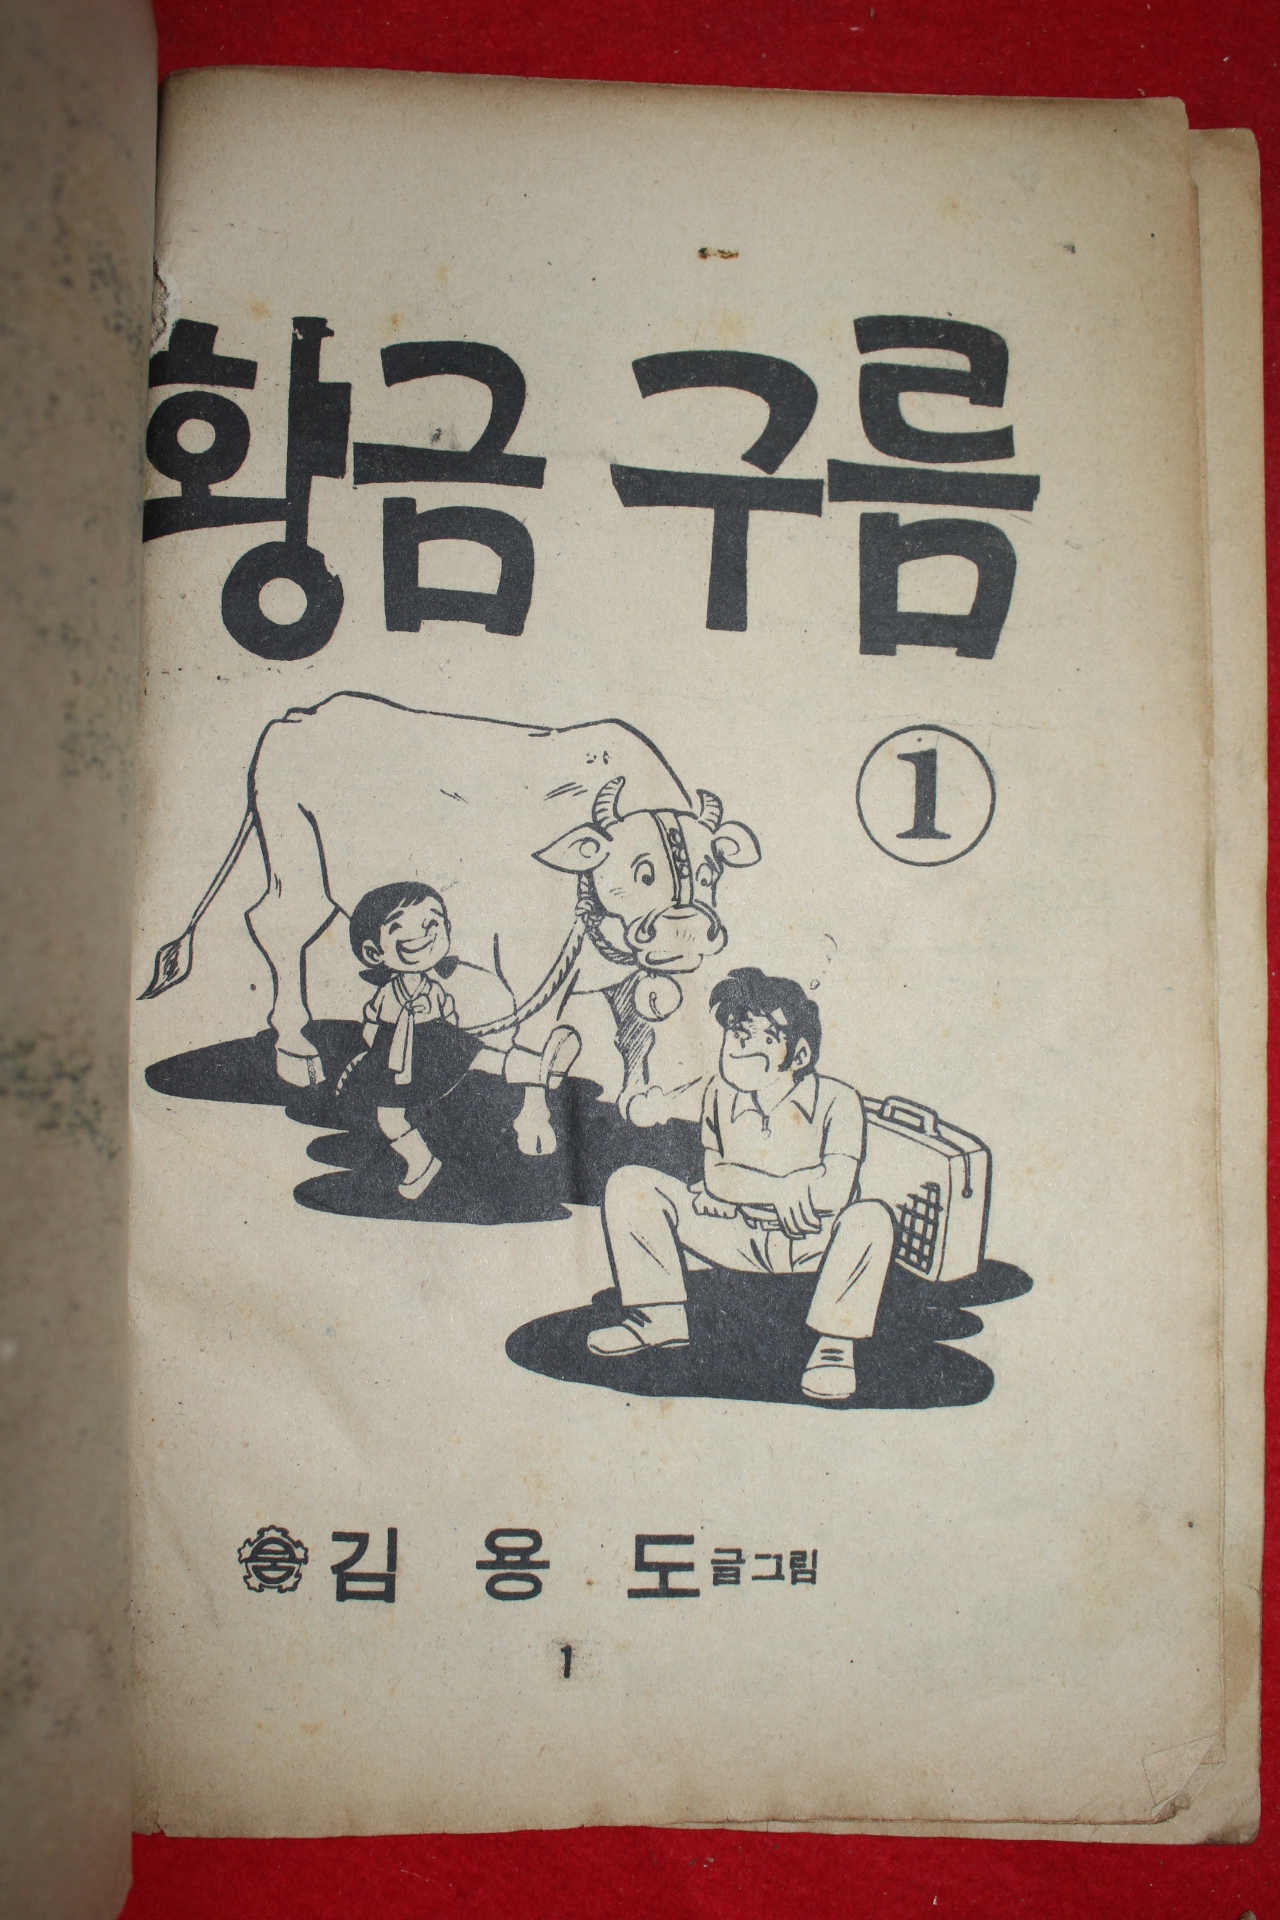 황금 구름
①
김 용 도 글그림
1